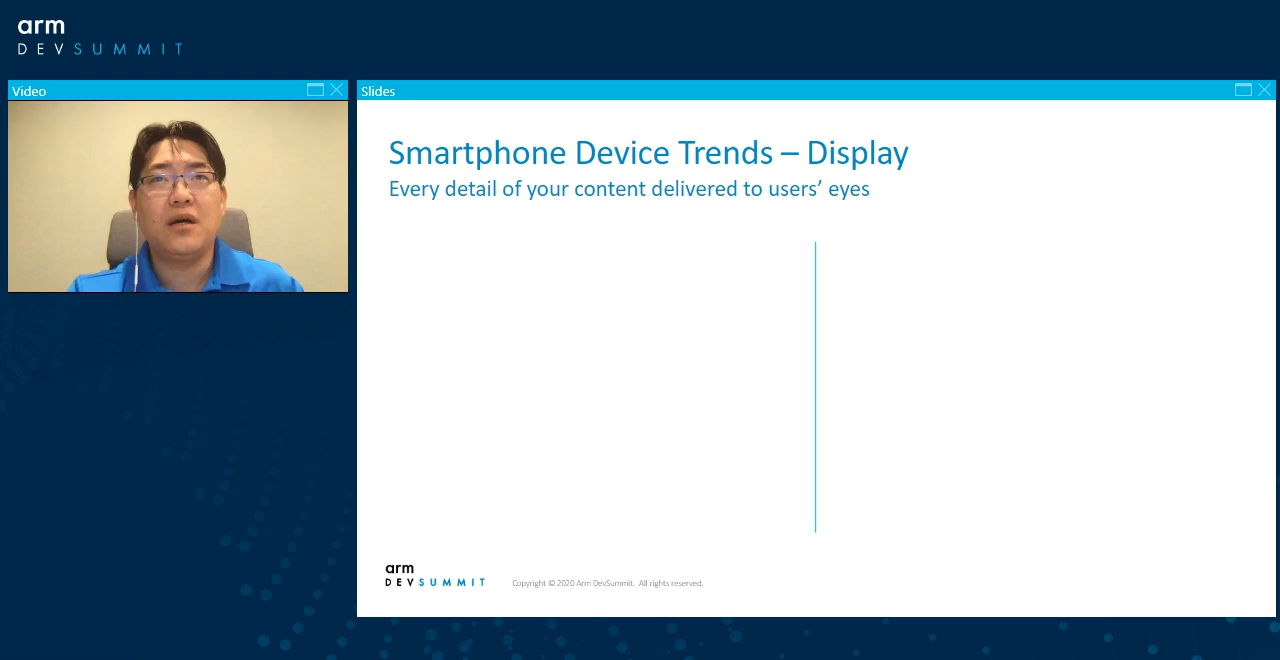 arm
DEVSUMMIT
Video
Slides
Smartphone Device Trends – Display
Every detail of your content delivered to users’ eyes
arm
DEVSUMMIT
Copyright © 2020 Arm DevSummit. All rights reserved.